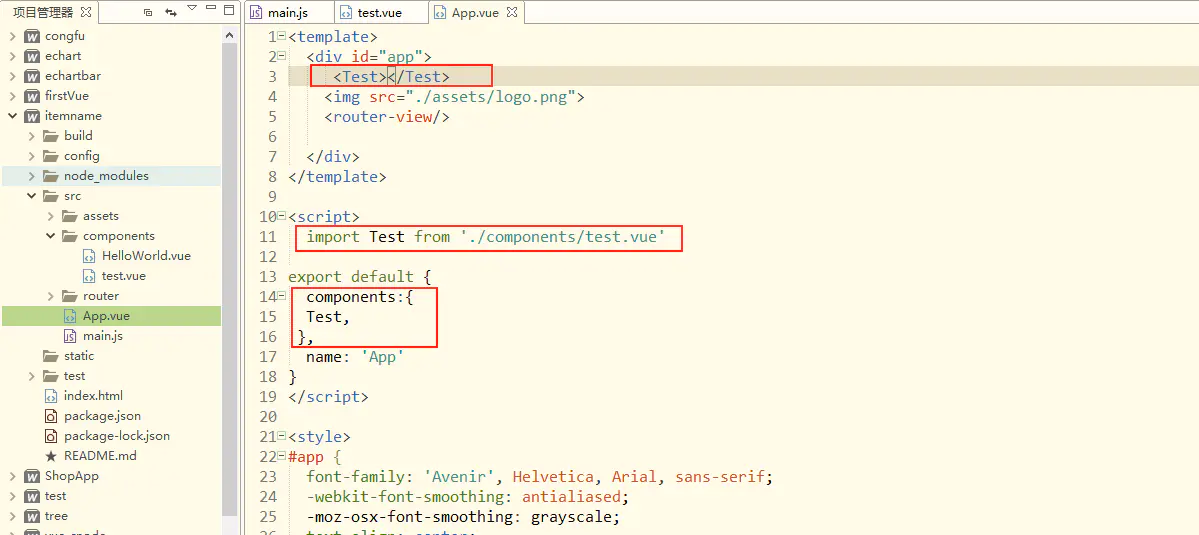 项目管理器
congfu
echart
echartbar
firstVue
itemname
build
config
node_modules
src
assets
components
HelloWorld.vue
test.vue
router
App.vue
main.js
static
test
index.html
package.json
package-lock.json
README.md
ShopApp
test
tree
main.js test.vue App.vue
1 <template>
2 <div id="app">
3 <Test></Test>
4 <img src="./assets/logo.png">
5 <router-view/>
6
7 </div>
8 </template>
9
10 <script>
11 import Test from './components/test.vue'
12
13 export default {
14 components:{
15 Test,
16 },
17 name: 'App'
18 }
19 </script>
20
21 <style>
22 #app {
23 font-family: 'Avenir', Helvetica, Arial, sans-serif;
24 -webkit-font-smoothing: antialiased;
25 -moz-osx-font-smoothing: grayscale;
26 text-align: center;